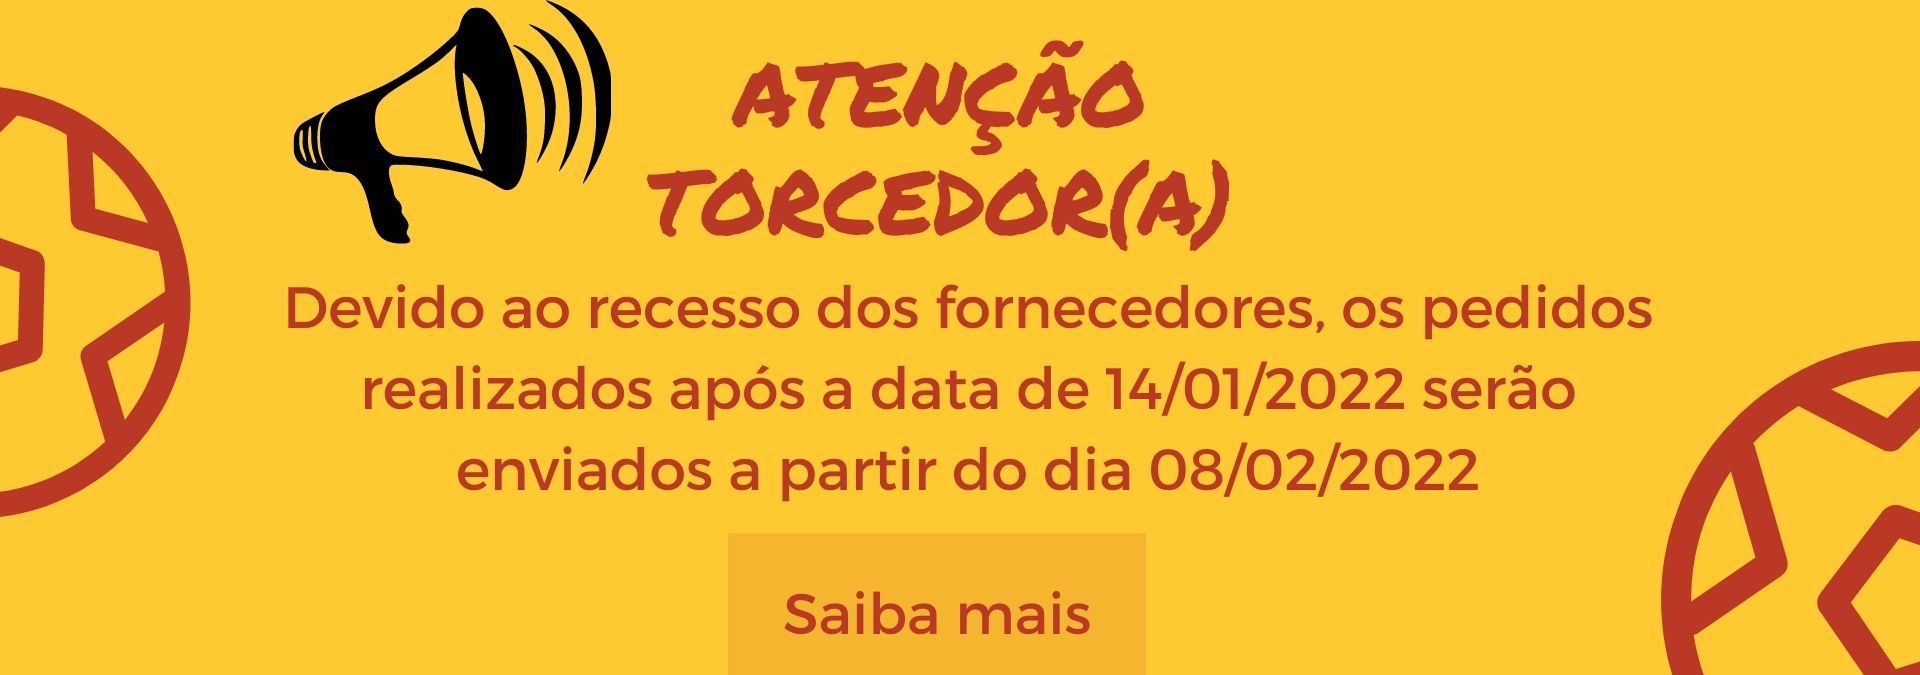 ATENÇÃO
TORCEDOR(A)
Devido ao recesso dos fornecedores, os pedidos
realizados após a data de 14/01/2022 serão
enviados a partir do dia 08/02/2022
Saiba mais